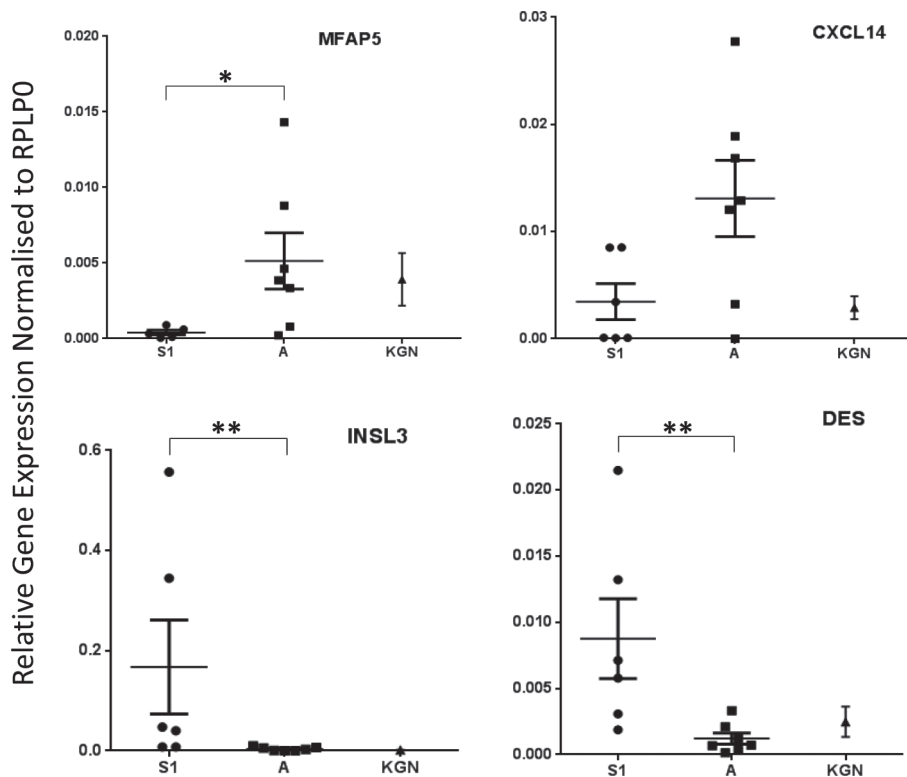 Relative Gene Expression Normalised to RPLP0
MFAP5
0.020
0.015
0.010
0.005
0.000
*
S1 A KGN
CXCL14
0.03
0.02
0.01
0.00
S1 A KGN
INSL3
0.6
0.4
0.2
0.0
**
S1 A KGN
DES
0.025
0.020
0.015
0.010
0.005
0.000
**
S1 A KGN